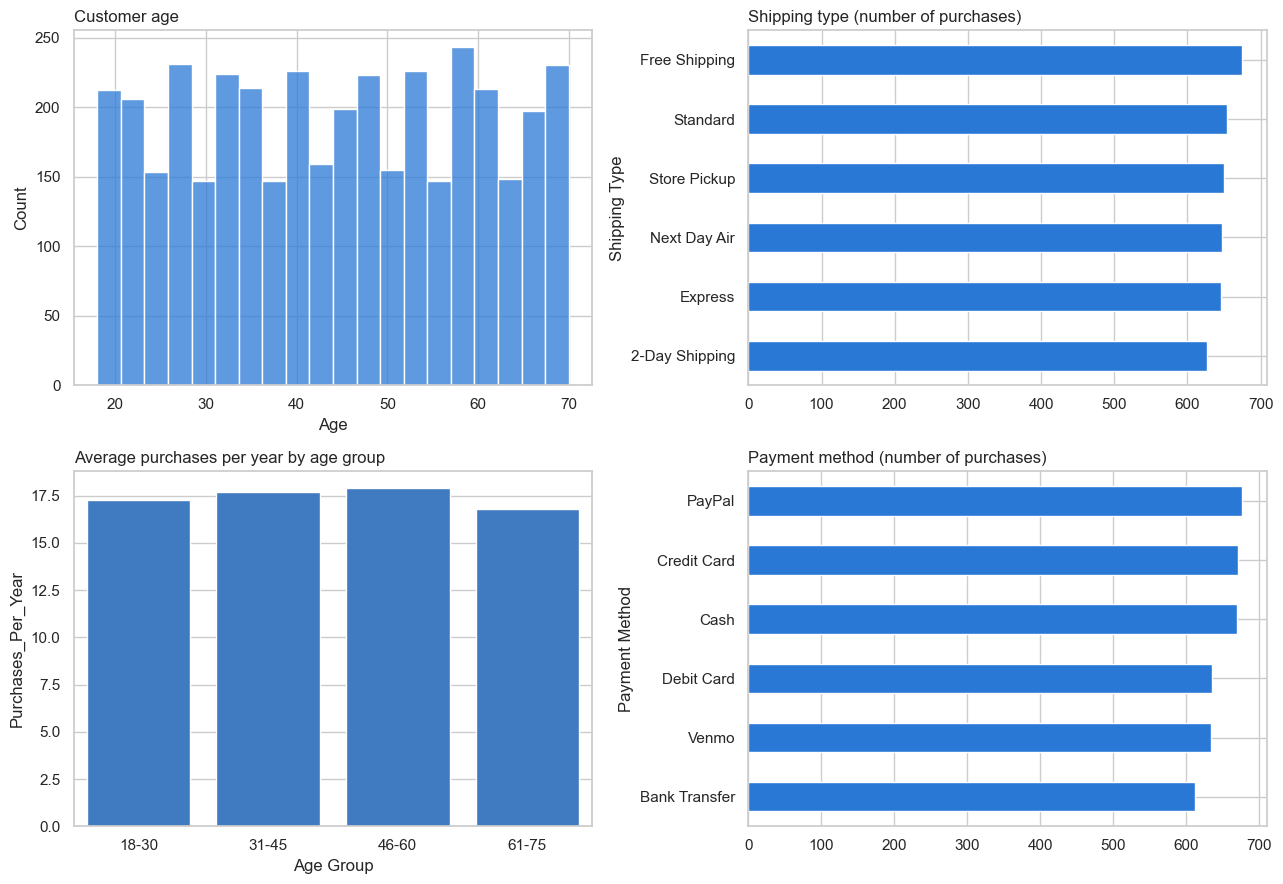 Customer age
250
200
150
100
50
0
Count
20 30 40 50 60 70
Age
Shipping type (number of purchases)
Shipping Type
Free Shipping
Standard
Store Pickup
Next Day Air
Express
2-Day Shipping
0 100 200 300 400 500 600 700
Average purchases per year by age group
17.5
15.0
12.5
10.0
7.5
5.0
2.5
0.0
Purchases_Per_Year
18-30 31-45 46-60 61-75
Age Group
Payment method (number of purchases)
Payment Method
PayPal
Credit Card
Cash
Debit Card
Venmo
Bank Transfer
0 100 200 300 400 500 600 700